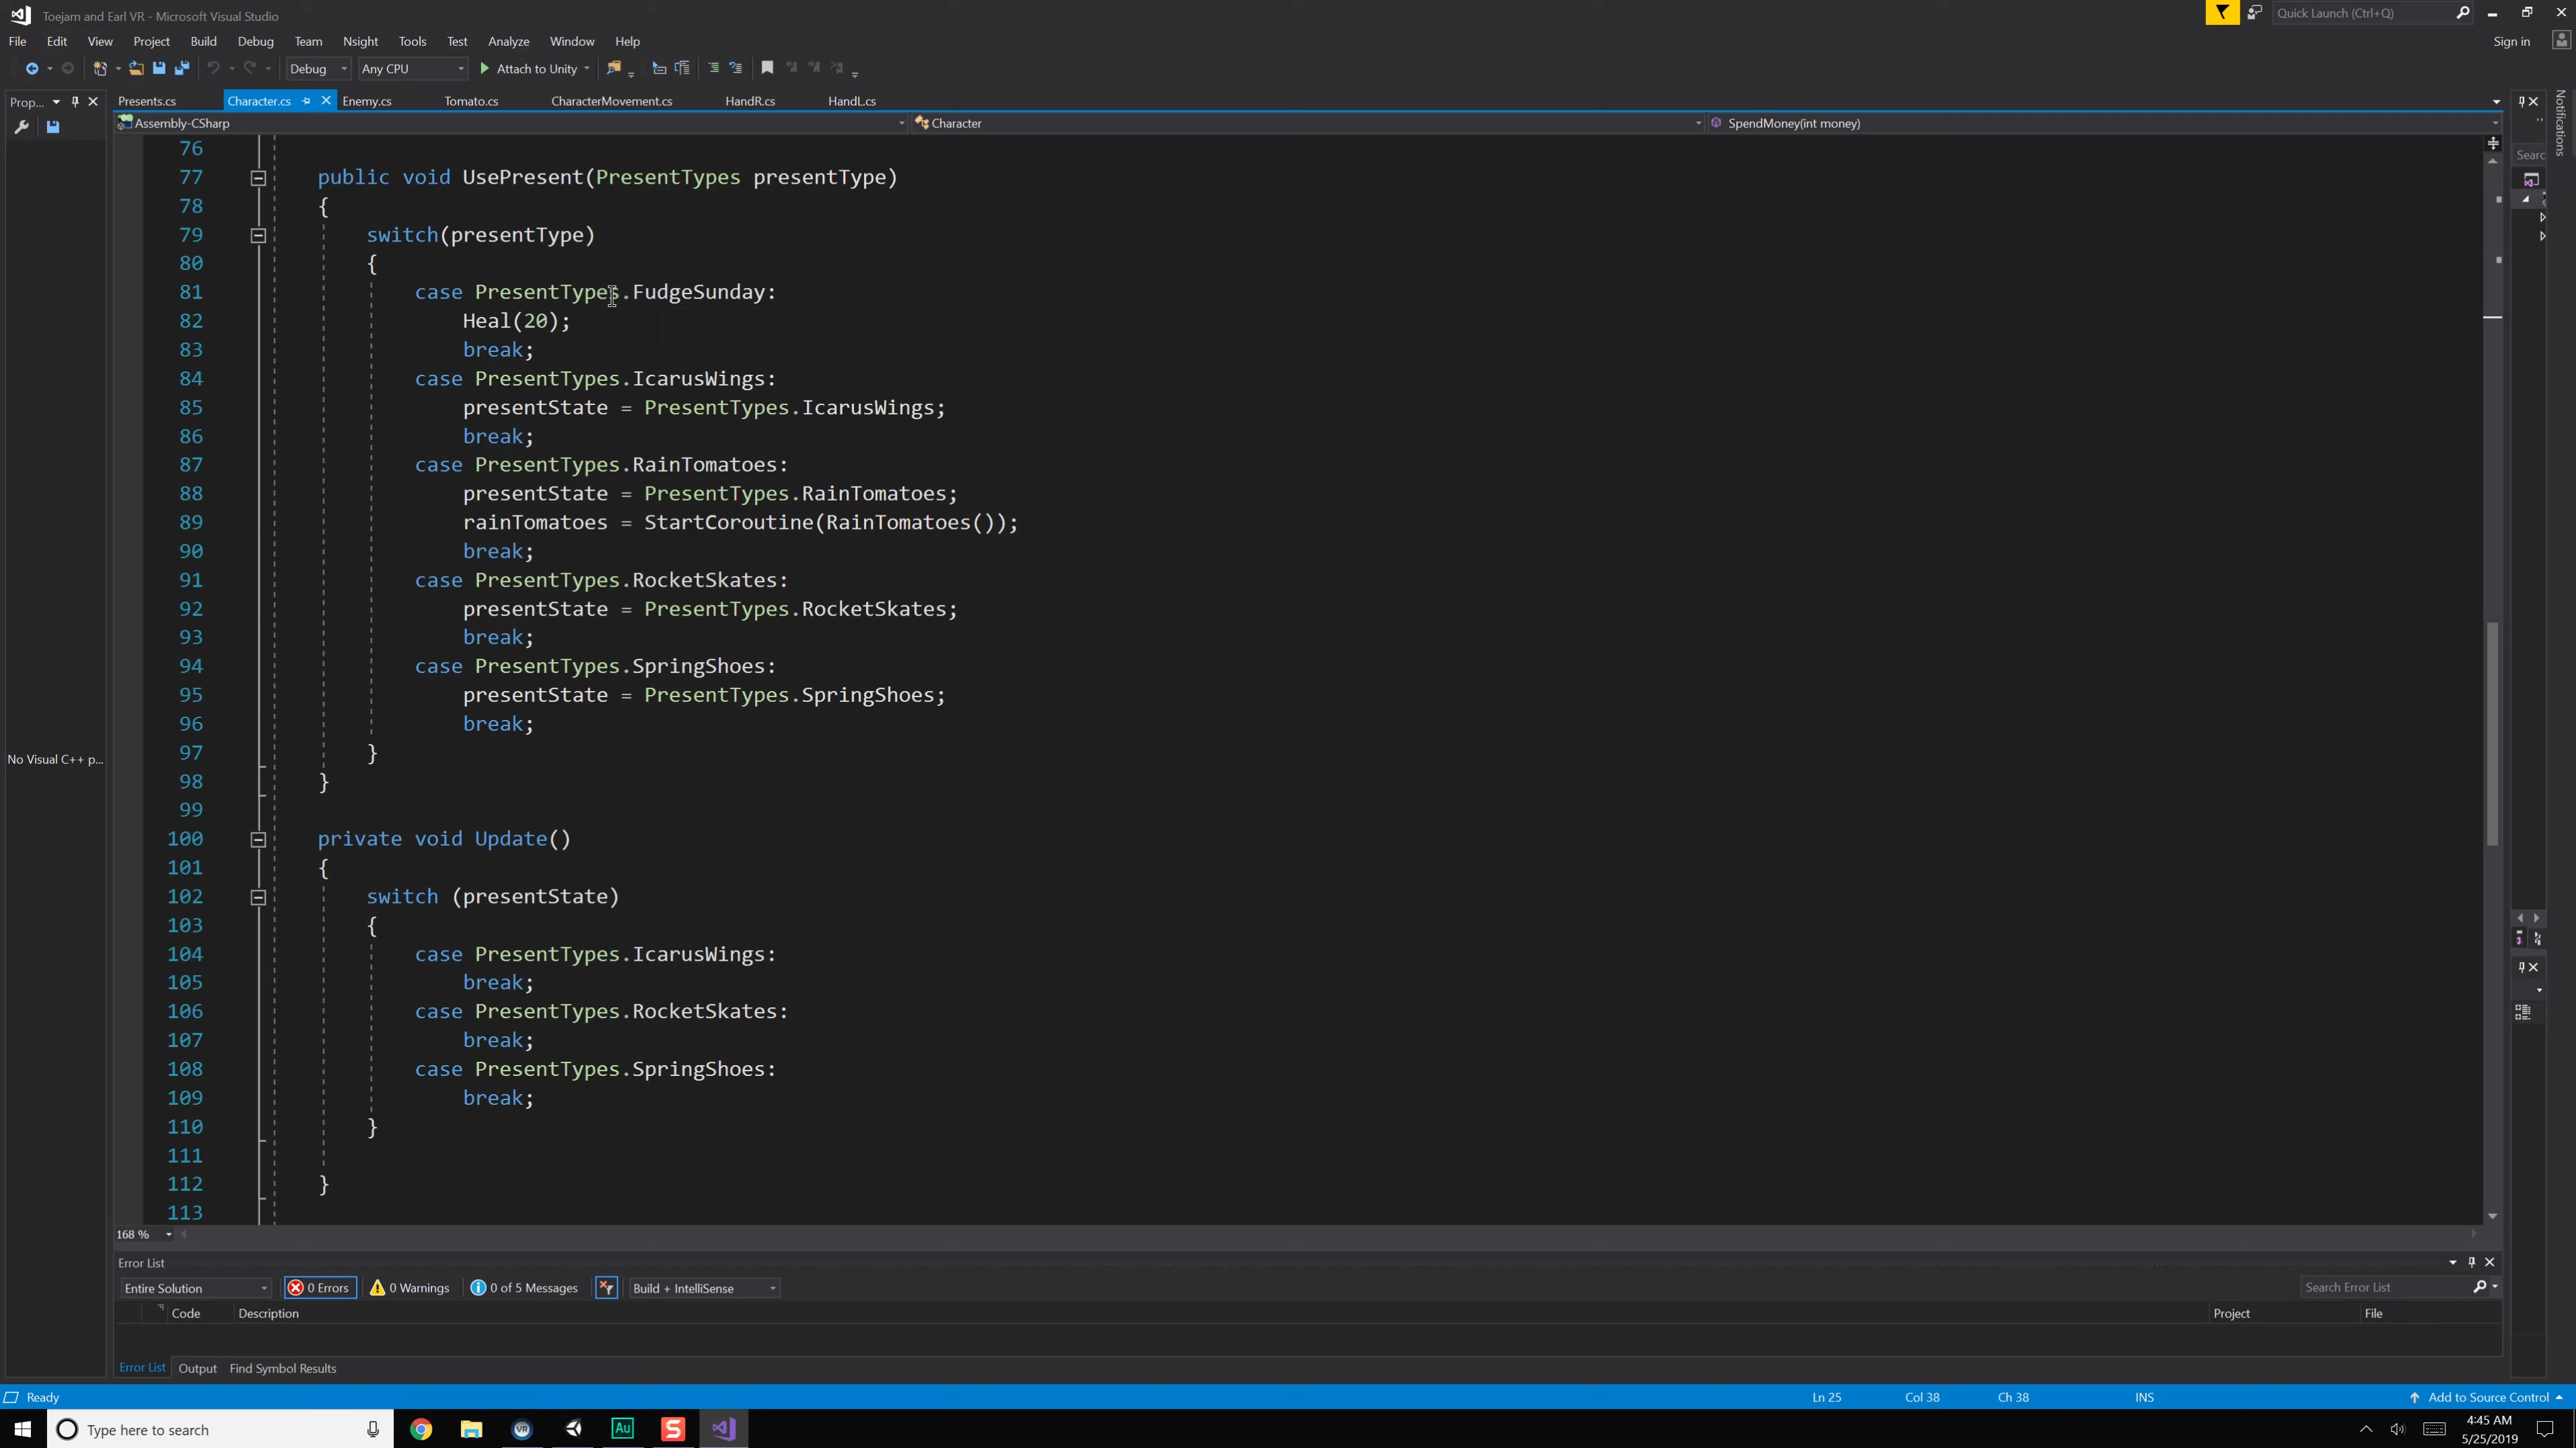 Toejam and Earl VR - Microsoft Visual Studio
Quick Launch (Ctrl+Q)
File Edit View Project Build Debug Team Nsight Tools Test Analyze Window Help
Sign in
Debug Any CPU Attach to Unity
Prop...
Presents.cs Character.cs Enemy.cs Tomato.cs CharacterMovement.cs HandR.cs HandL.cs
Notifications
Assembly-CSharp Character SpendMoney(int money)
Searc
76
77 public void UsePresent(PresentTypes presentType)
78 {
79 switch(presentType)
80 {
81 case PresentTypes.FudgeSunday:
82 Heal(20);
83 break;
84 case PresentTypes.IcarusWings:
85 presentState = PresentTypes.IcarusWings;
86 break;
87 case PresentTypes.RainTomatoes:
88 presentState = PresentTypes.RainTomatoes;
89 rainTomatoes = StartCoroutine(RainTomatoes());
90 break;
91 case PresentTypes.RocketSkates:
92 presentState = PresentTypes.RocketSkates;
93 break;
94 case PresentTypes.SpringShoes:
95 presentState = PresentTypes.SpringShoes;
96 break;
No Visual C++ p...
97 }
98 }
99
100 private void Update()
101 {
102 switch (presentState)
103 {
104 case PresentTypes.IcarusWings:
105 break;
106 case PresentTypes.RocketSkates:
107 break;
108 case PresentTypes.SpringShoes:
109 break;
110 }
111
112 }
113
168 %
Error List
Entire Solution 0 Errors 0 Warnings 0 of 5 Messages Build + IntelliSense Search Error List
Code Description Project File
Error List Output Find Symbol Results
Ready Ln 25 Col 38 Ch 38 INS Add to Source Control
Type here to search VR Au S 4:45 AM
5/25/2019